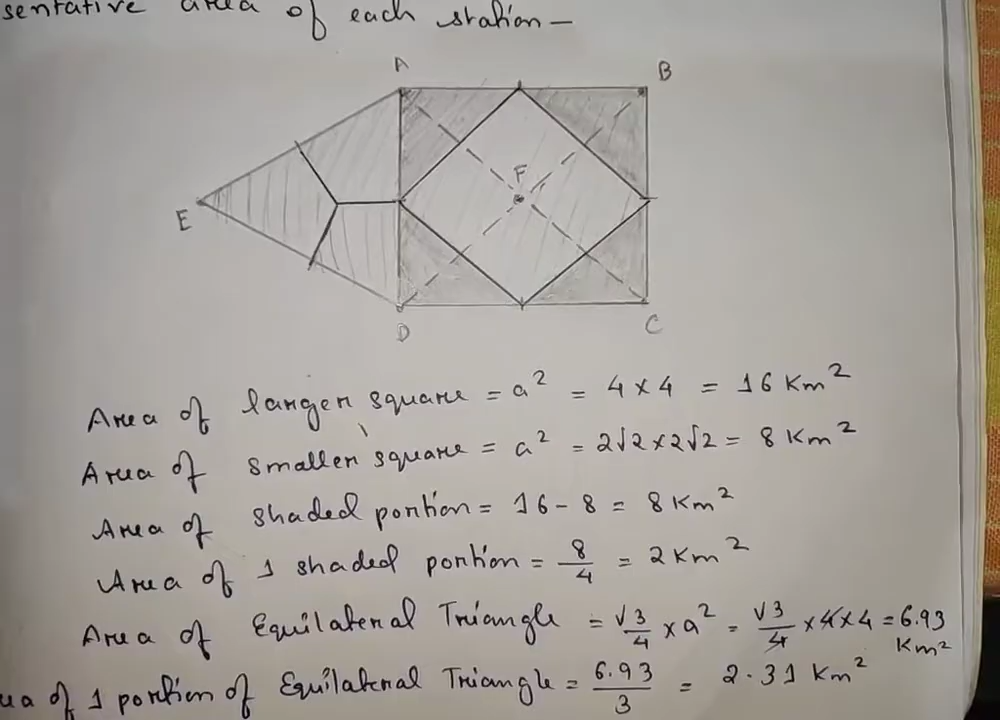 sentative area of each station —
A
B
F
E
D
C
Area of larger square = a² = 4 × 4 = 16 Km²
Area of smaller square = a² = 2√2 × 2√2 = 8 Km²
Area of shaded portion = 16 - 8 = 8 Km²
Area of 1 shaded portion = 8/4 = 2 Km²
Area of Equilateral Triangle = √3/4 × a² = √3/4 × 4 × 4 = 6.93 Km²
ea of 1 portion of Equilateral Triangle = 6.93/3 = 2.31 Km²